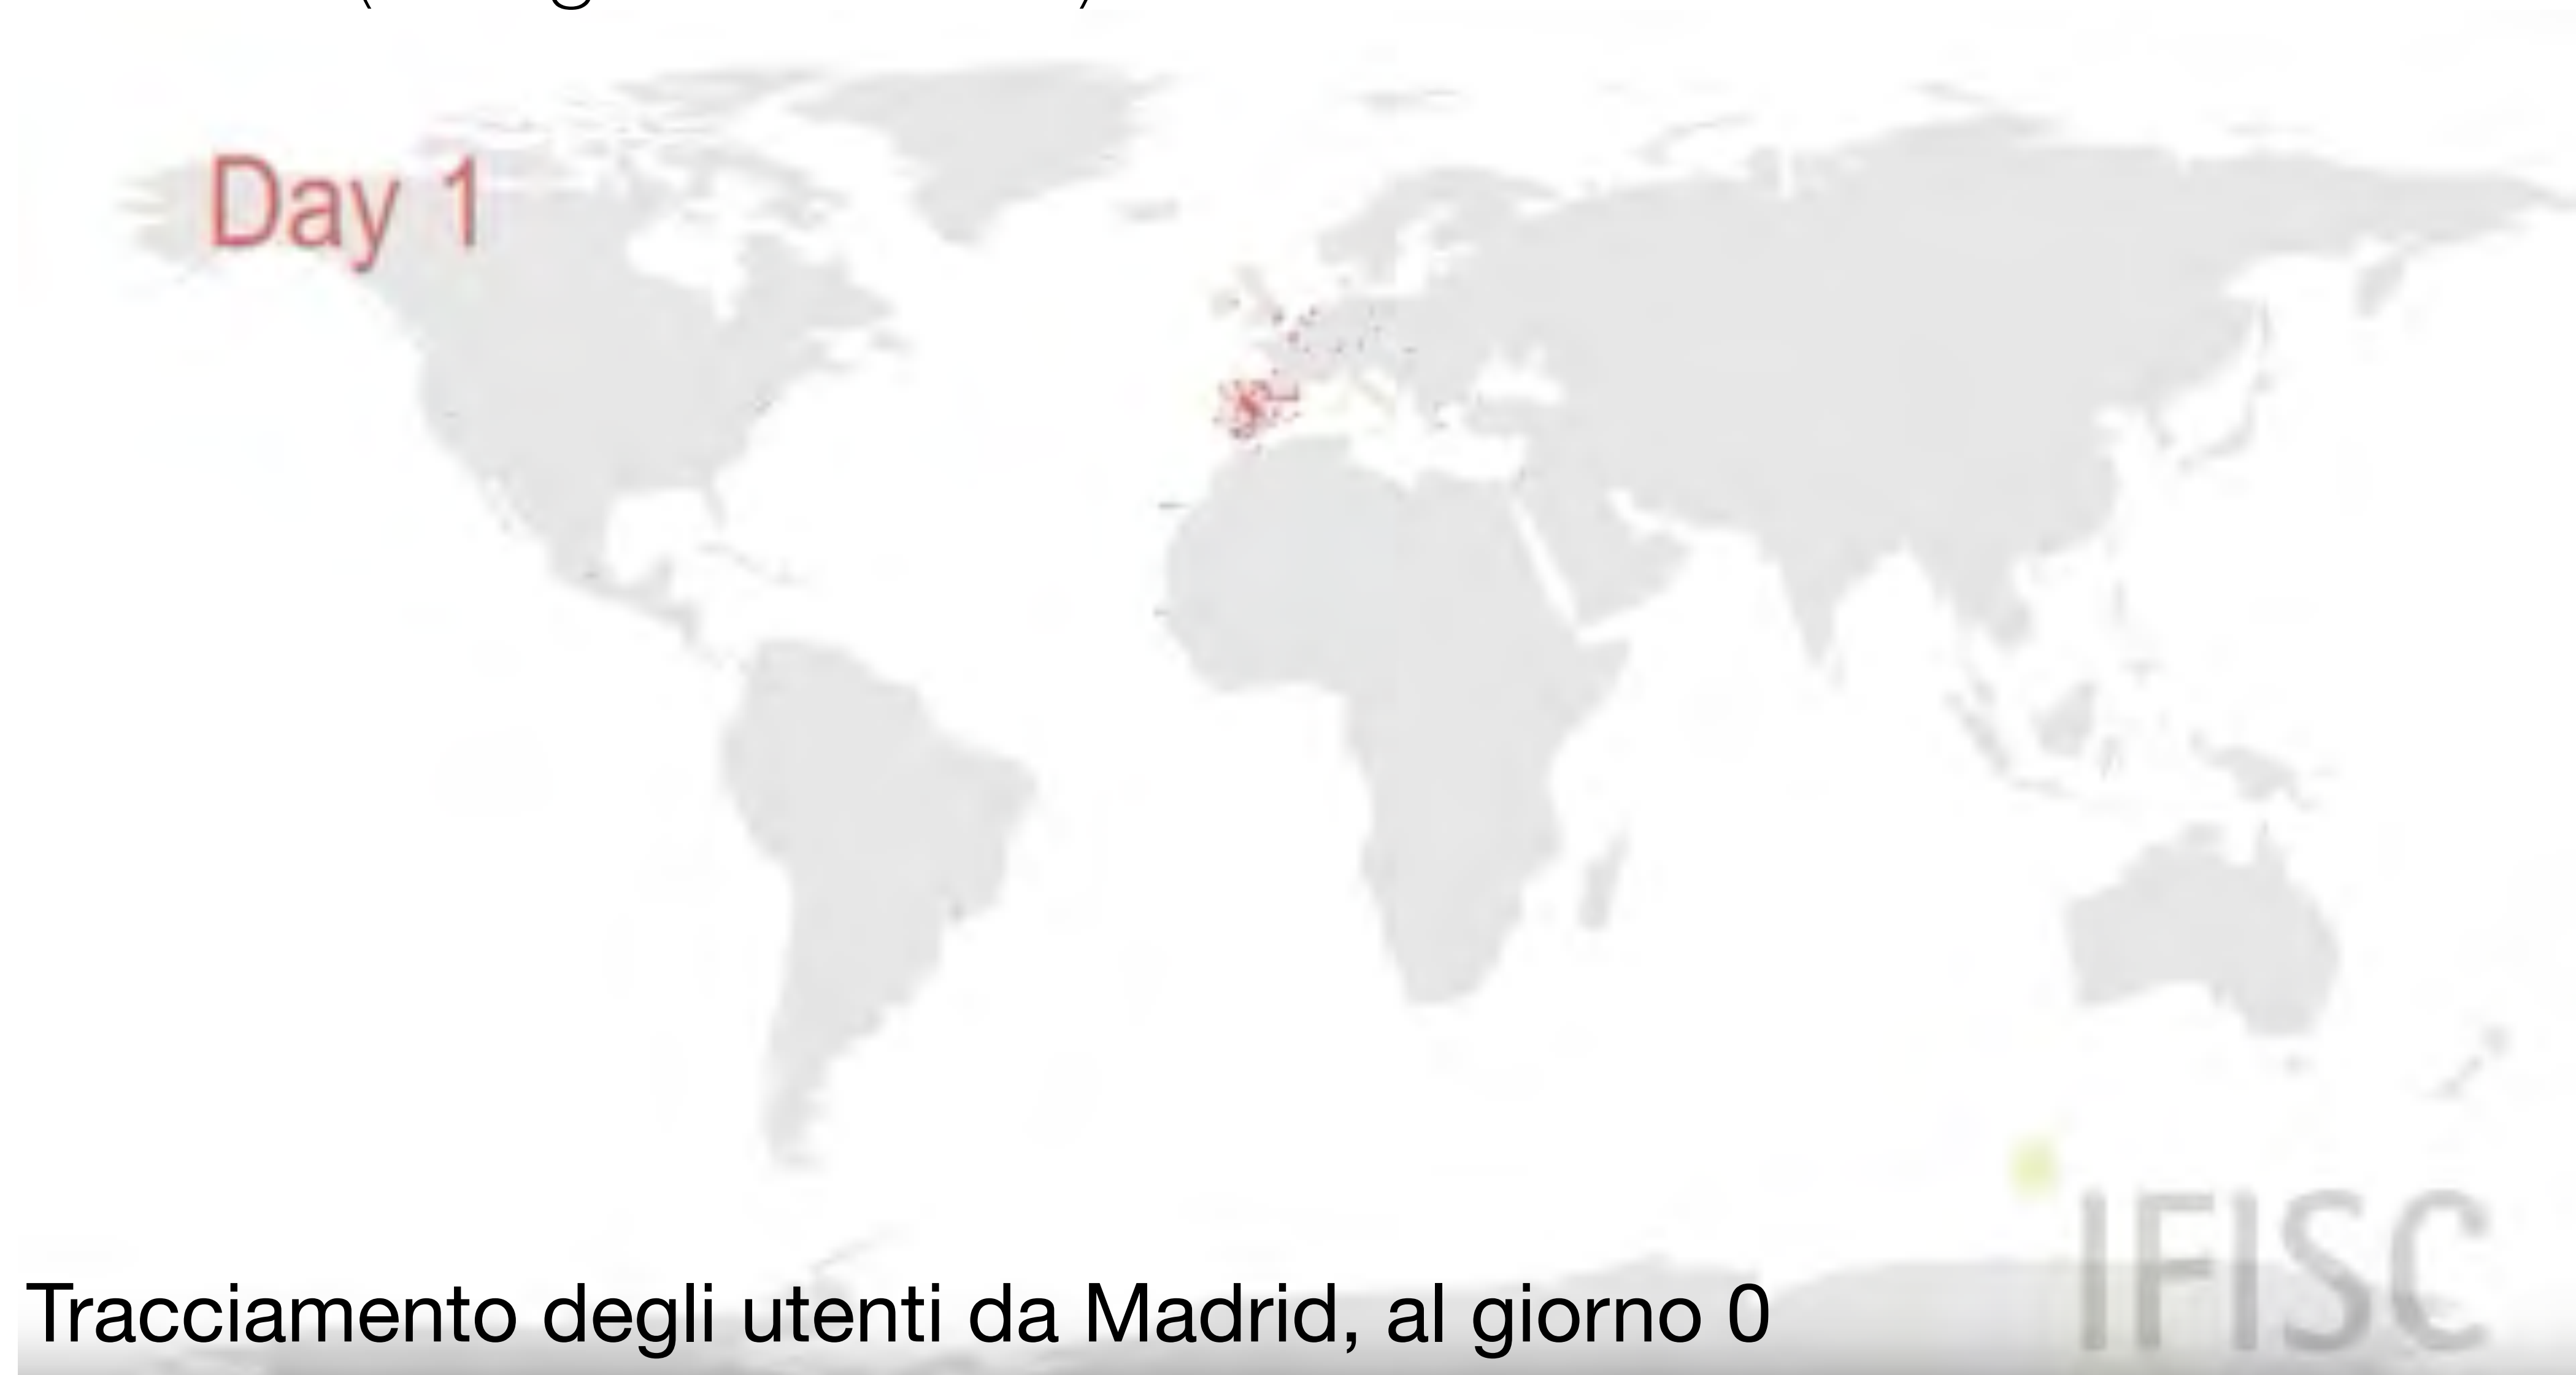 Day 1
IFISC
Tracciamento degli utenti da Madrid, al giorno 0